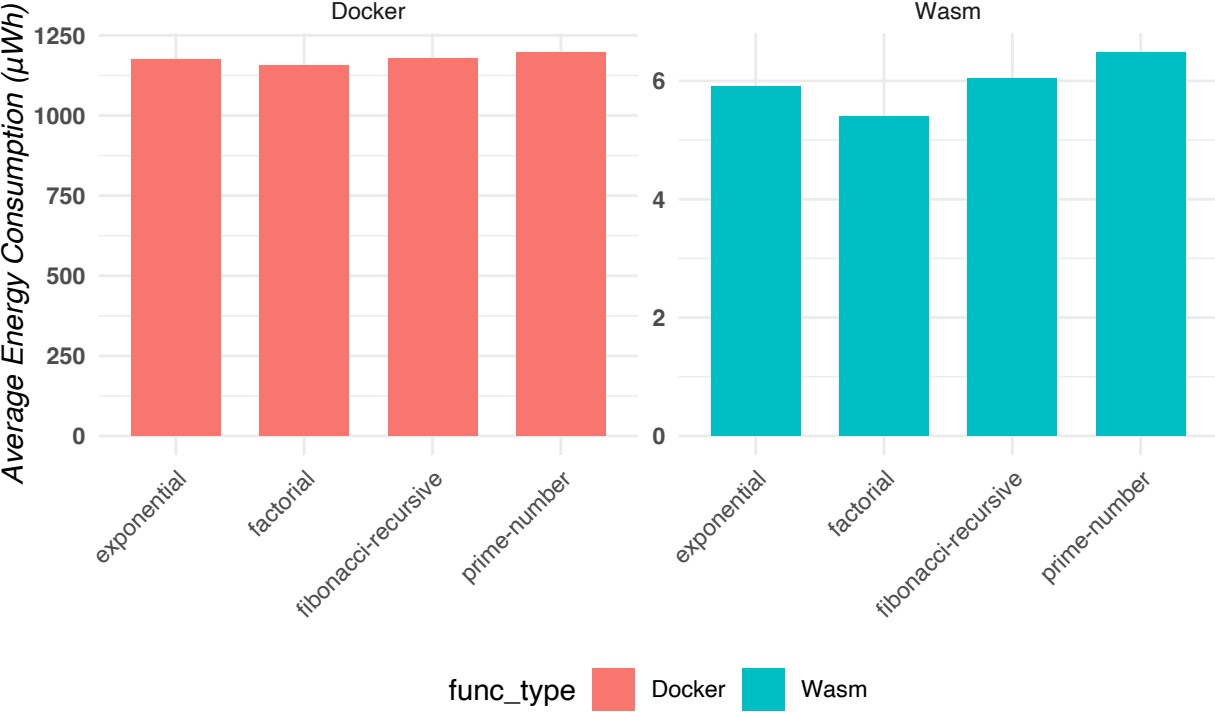 Docker
Wasm
Average Energy Consumption (µWh)
1250
1000
750
500
250
0
6
4
2
0
exponential
factorial
fibonacci-recursive
prime-number
exponential
factorial
fibonacci-recursive
prime-number
func_type Docker Wasm